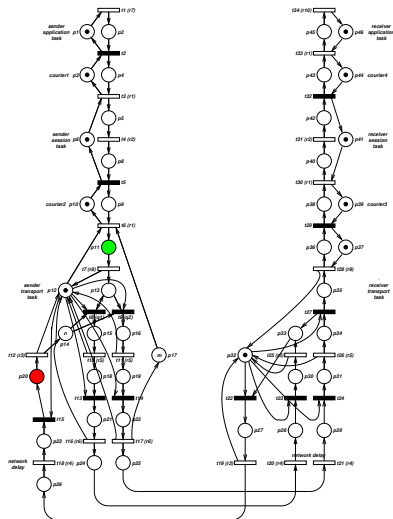 t1 (r7)
t34 (r10)
sender application task
p1
p2
p45
p46
receiver application task
t2
t33 (r1)
courier1
p3
p4
p43
p44
courier4
t3 (r1)
t32
p5
p42
sender session task
p6
t4 (r2)
t31 (r2)
p41
receiver session task
p8
p40
t5
t30 (r1)
courier2
p10
p9
p38
p39
courier3
t6 (r1)
t29
p11
p36
p37
t7 (r8)
t28 (r9)
sender transport task
p12
p13
p35
receiver transport task
t27
n
p14
p15
p16
p33
p34
t12 (r3)
t11 (r5)
m
p17
p32
t25 (r5)
t26 (r5)
p20
p18
p19
p30
p31
t13
t14
t22
t23
t24
t15
p21
p22
p23
p27
p28
p29
t16 (r6)
t17 (r6)
network delay
t18 (r4)
p24
p25
t19 (r3)
network delay
t20 (r4)
t21 (r4)
p26